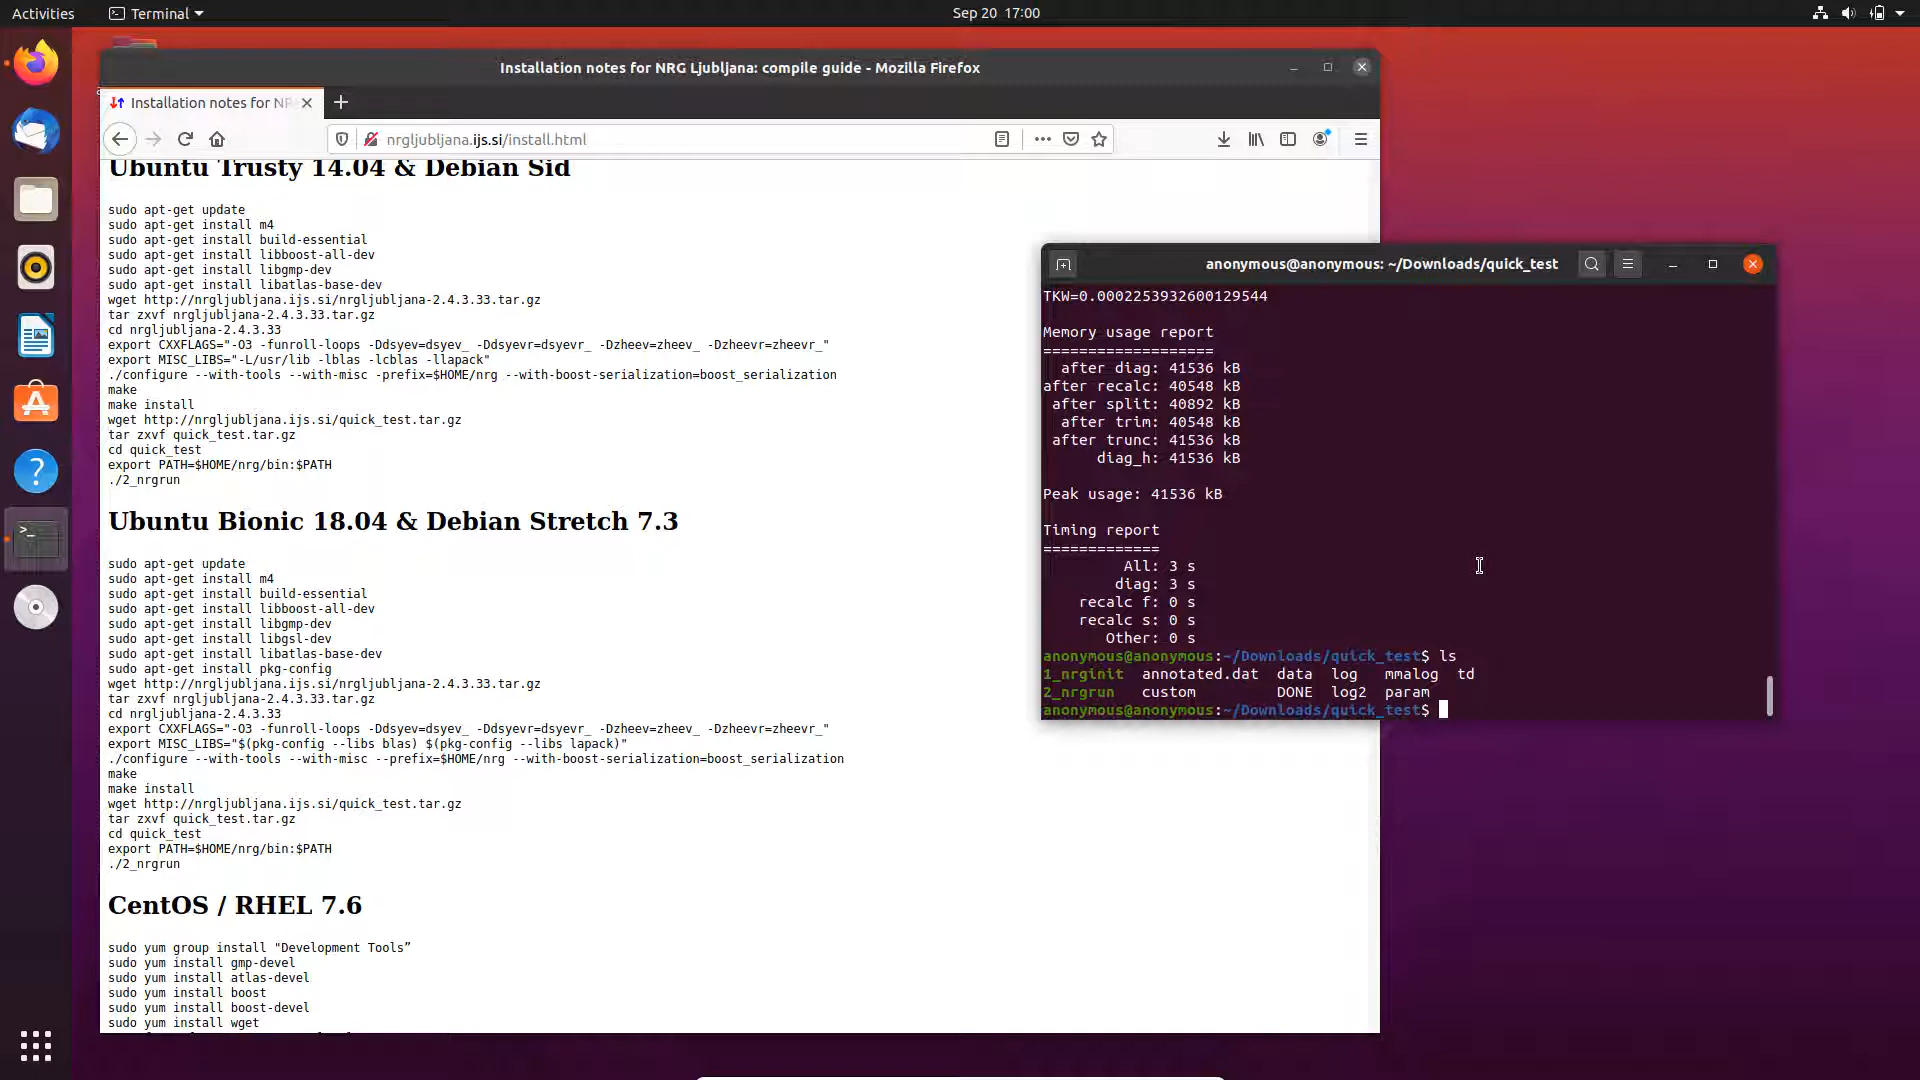 Activities
Terminal
Sep 20 17:00
Installation notes for NRG Ljubljana: compile guide - Mozilla Firefox
Installation notes for NR
nrgljubljana.ijs.si/install.html
Ubuntu Trusty 14.04 & Debian Sid
sudo apt-get update
sudo apt-get install m4
sudo apt-get install build-essential
sudo apt-get install libboost-all-dev
sudo apt-get install libgmp-dev
sudo apt-get install libatlas-base-dev
wget http://nrgljubljana.ijs.si/nrgljubljana-2.4.3.33.tar.gz
tar zxvf nrgljubljana-2.4.3.33.tar.gz
cd nrgljubljana-2.4.3.33
export CXXFLAGS="-O3 -funroll-loops -Ddsyev=dsyev_ -Ddsyevr=dsyevr_ -Dzheev=zheev_ -Dzheevr=zheevr_"
export MISC_LIBS="-L/usr/lib -lblas -lcblas -llapack"
./configure --with-tools --with-misc -prefix=$HOME/nrg --with-boost-serialization=boost_serialization
make
make install
wget http://nrgljubljana.ijs.si/quick_test.tar.gz
tar zxvf quick_test.tar.gz
cd quick_test
export PATH=$HOME/nrg/bin:$PATH
./2_nrgrun
Ubuntu Bionic 18.04 & Debian Stretch 7.3
sudo apt-get update
sudo apt-get install m4
sudo apt-get install build-essential
sudo apt-get install libboost-all-dev
sudo apt-get install libgmp-dev
sudo apt-get install libgsl-dev
sudo apt-get install libatlas-base-dev
sudo apt-get install pkg-config
wget http://nrgljubljana.ijs.si/nrgljubljana-2.4.3.33.tar.gz
tar zxvf nrgljubljana-2.4.3.33.tar.gz
cd nrgljubljana-2.4.3.33
export CXXFLAGS="-O3 -funroll-loops -Ddsyev=dsyev_ -Ddsyevr=dsyevr_ -Dzheev=zheev_ -Dzheevr=zheevr_"
export MISC_LIBS="$(pkg-config --libs blas) $(pkg-config --libs lapack)"
./configure --with-tools --with-misc --prefix=$HOME/nrg --with-boost-serialization=boost_serialization
make
make install
wget http://nrgljubljana.ijs.si/quick_test.tar.gz
tar zxvf quick_test.tar.gz
cd quick_test
export PATH=$HOME/nrg/bin:$PATH
./2_nrgrun
CentOS / RHEL 7.6
sudo yum group install "Development Tools”
sudo yum install gmp-devel
sudo yum install atlas-devel
sudo yum install boost
sudo yum install boost-devel
sudo yum install wget
anonymous@anonymous: ~/Downloads/quick_test
TKW=0.0002253932600129544
Memory usage report
===================
after diag: 41536 kB
after recalc: 40548 kB
after split: 40892 kB
after trim: 40548 kB
after trunc: 41536 kB
diag_h: 41536 kB
Peak usage: 41536 kB
Timing report
=============
All: 3 s
diag: 3 s
recalc f: 0 s
recalc s: 0 s
Other: 0 s
anonymous@anonymous:~/Downloads/quick_test$ ls
1_nrginit annotated.dat data log mmalog td
2_nrgrun custom DONE log2 param
anonymous@anonymous:~/Downloads/quick_test$